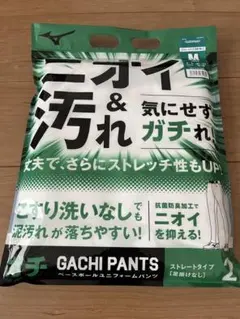 ニオイ
&
汚れ
気にせず
ガチれ
丈夫で、さらにストレッチ性もUP
こすり洗いなしでも
泥汚れが落ちやすい!
抗菌防臭加工で
ニオイ
を抑える!
GACHI PANTS
ベースボールユニフォームパンツ
ストレートタイプ